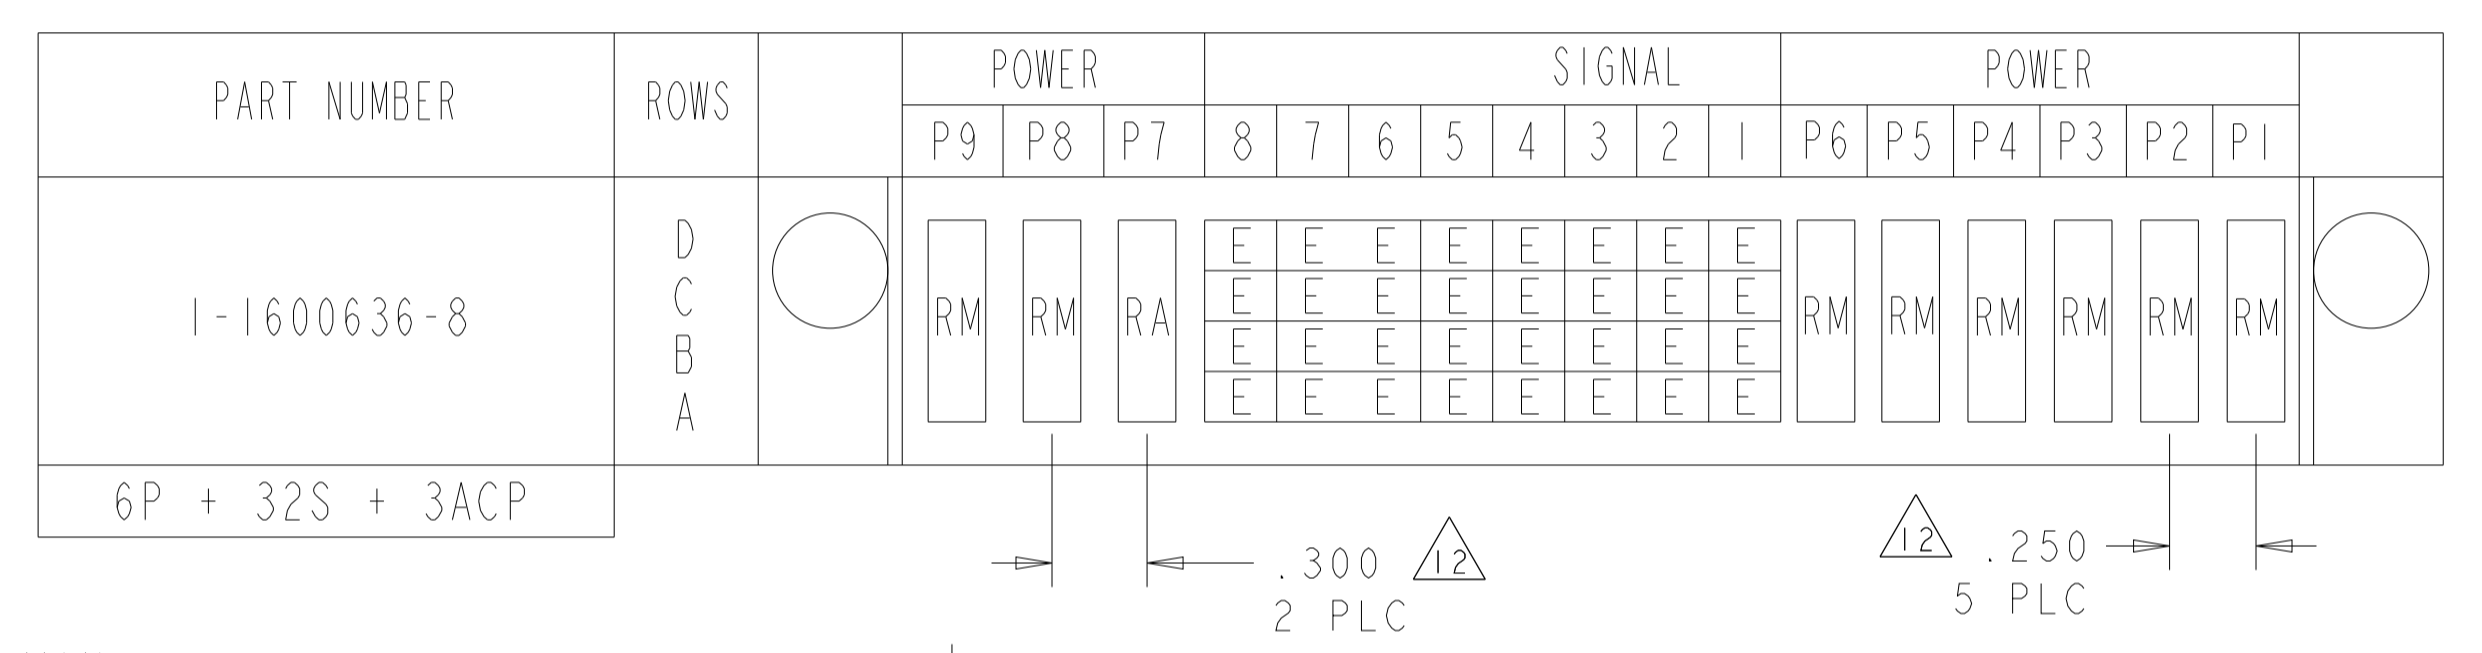 PART NUMBER ROWS POWER SIGNAL POWER
P9 P8 P7 8 7 6 5 4 3 2 1 P6 P5 P4 P3 P2 P1
D E E E E E E E E
C E E E E E E E E
1-1600636-8 RM RM RA RM RM RM RM RM RM
B E E E E E E E E
A E E E E E E E E
6P + 32S + 3ACP
.300 12
2 PLC
12 .250
5 PLC